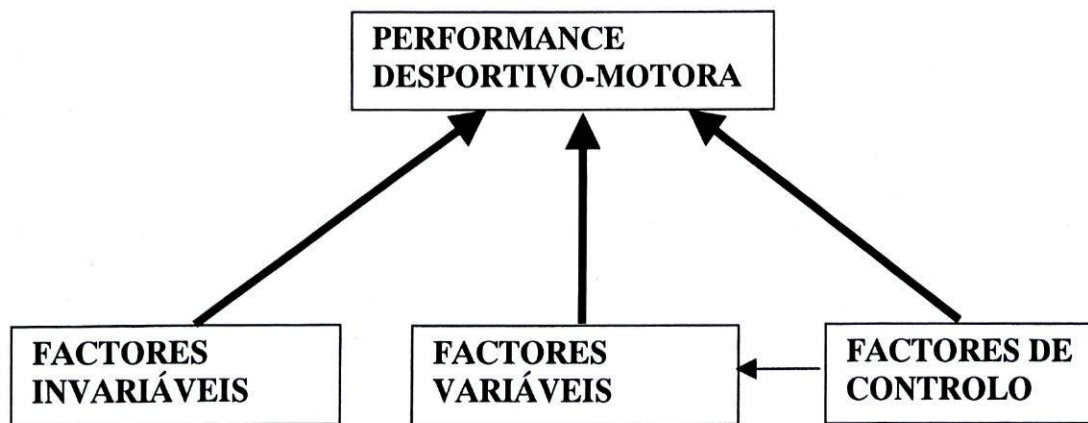 PERFORMANCE
DESPORTIVO-MOTORA
FACTORES
INVARIÁVEIS
FACTORES
VARIÁVEIS
FACTORES DE
CONTROLO